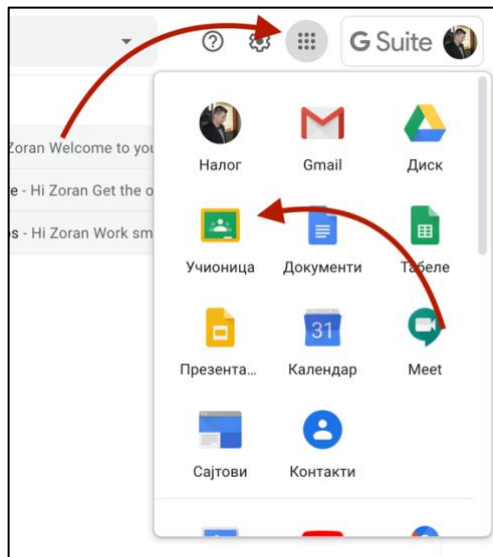 G Suite
Zoran Welcome to you
e - Hi Zoran Get the o
os - Hi Zoran Work sm
Налог Gmail Диск
Учионица Документи Табеле
31
Презента... Календар Meet
Сајтови Контакти